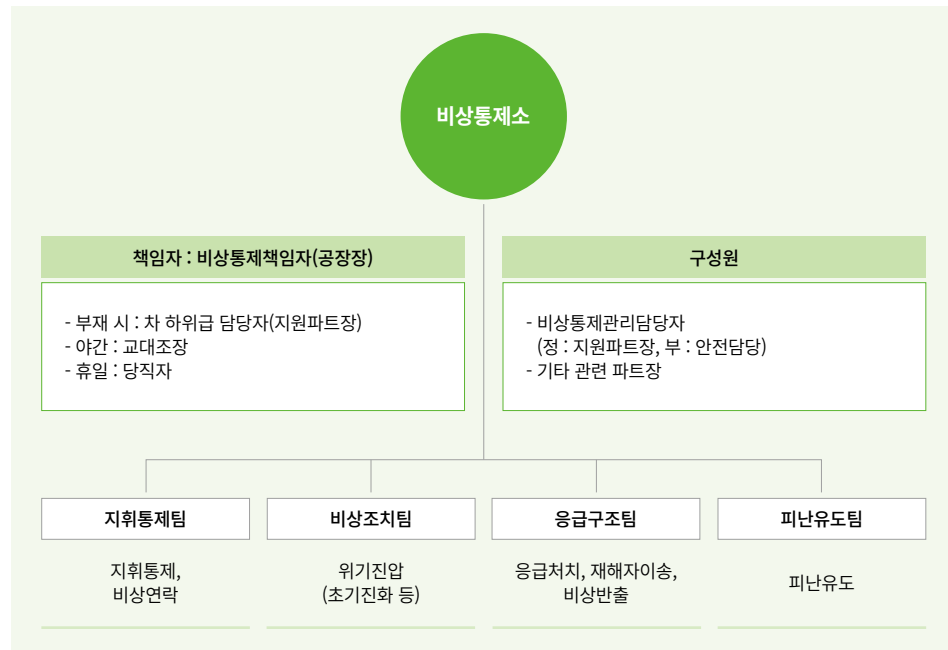 비상통제소
책임자 : 비상통제책임자(공장장)
- 부재 시 : 차 하위급 담당자(지원파트장)
- 야간 : 교대조장
- 휴일 : 당직자
구성원
- 비상통제관리담당자
(정 : 지원파트장, 부 : 안전담당)
- 기타 관련 파트장
지휘통제팀
지휘통제,
비상연락
비상조치팀
위기진압
(초기진화 등)
응급구조팀
응급처치, 재해자이송,
비상반출
피난유도팀
피난유도